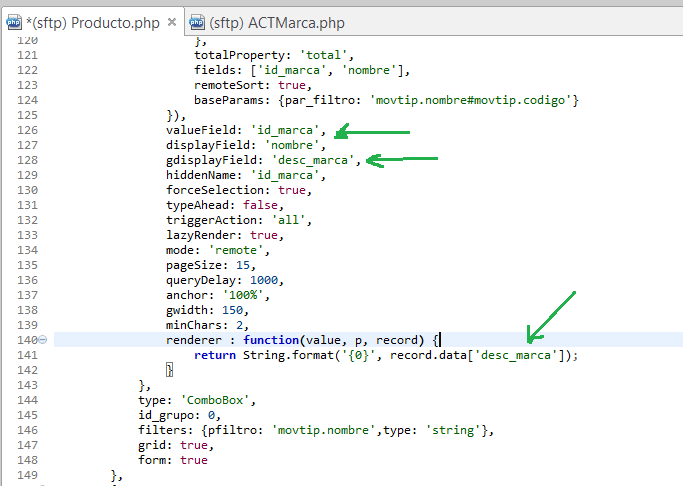 *(sftp) Producto.php (sftp) ACTMarca.php
120 },
121 totalProperty: 'total',
122 fields: ['id_marca', 'nombre'],
123 remoteSort: true,
124 baseParams: {par_filtro: 'movtip.nombre#movtip.codigo'}
125 }),
126 valueField: 'id_marca',
127 displayField: 'nombre',
128 gdisplayField: 'desc_marca',
129 hiddenName: 'id_marca',
130 forceSelection: true,
131 typeAhead: false,
132 triggerAction: 'all',
133 lazyRender: true,
134 mode: 'remote',
135 pageSize: 15,
136 queryDelay: 1000,
137 anchor: '100%',
138 gwidth: 150,
139 minChars: 2,
140 renderer : function(value, p, record) {
141 return String.format('{0}', record.data['desc_marca']);
142 }
143 },
144 type: 'ComboBox',
145 id_grupo: 0,
146 filters: {pfiltro: 'movtip.nombre',type: 'string'},
147 grid: true,
148 form: true
149 },